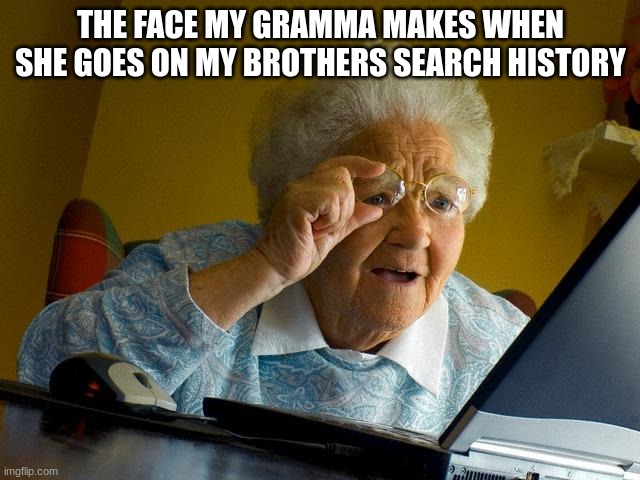 THE FACE MY GRAMMA MAKES WHEN
SHE GOES ON MY BROTHERS SEARCH HISTORY
imgflip.com